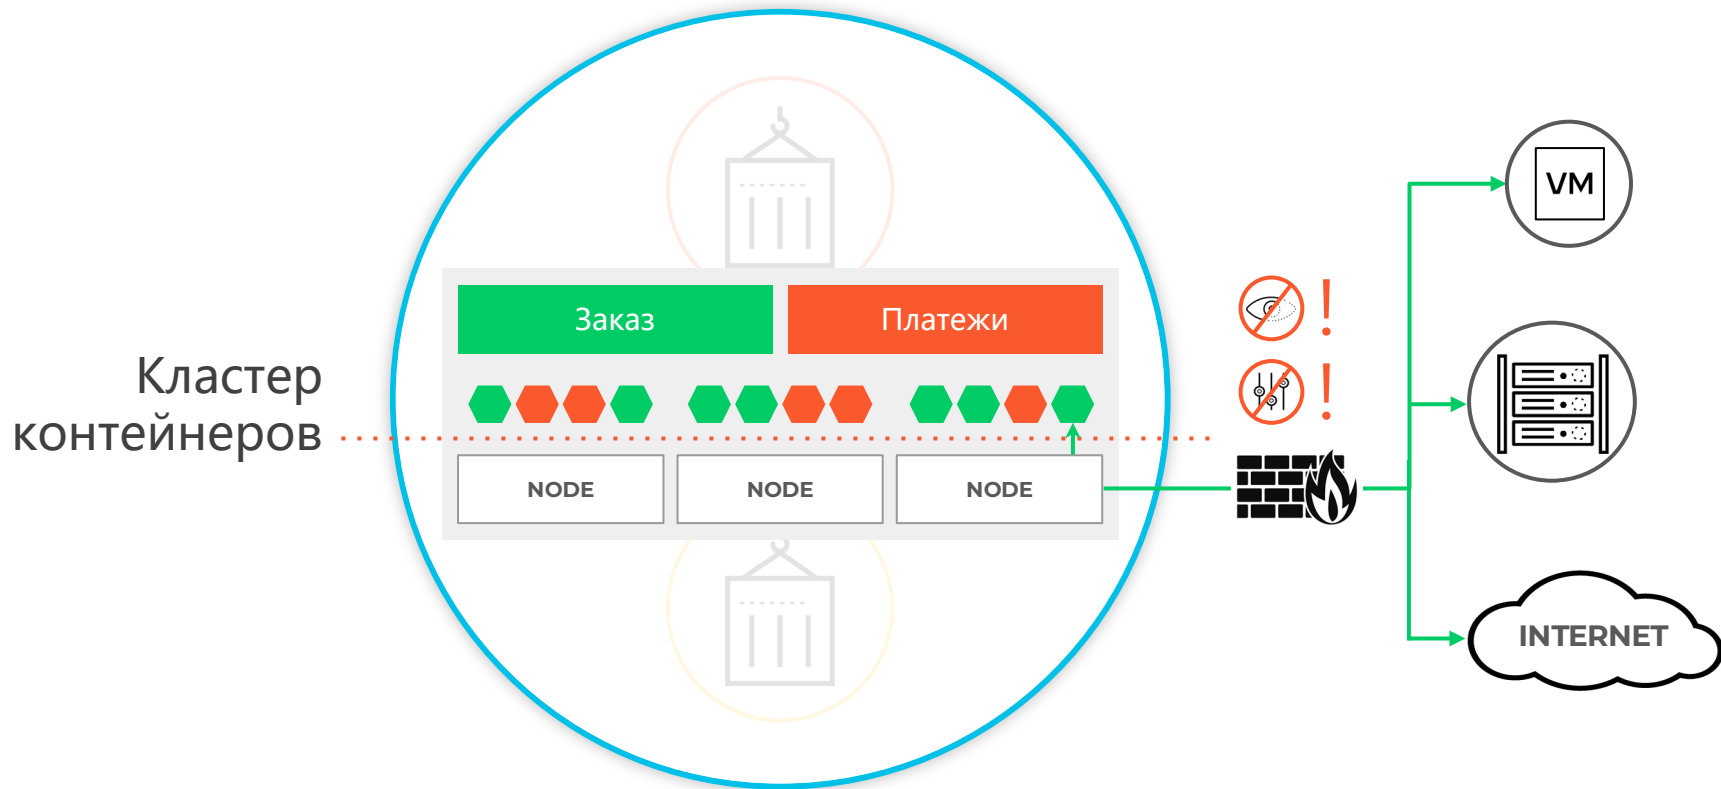 VM
Заказ
Платежи
Кластер
контейнеров
NODE
NODE
NODE
INTERNET